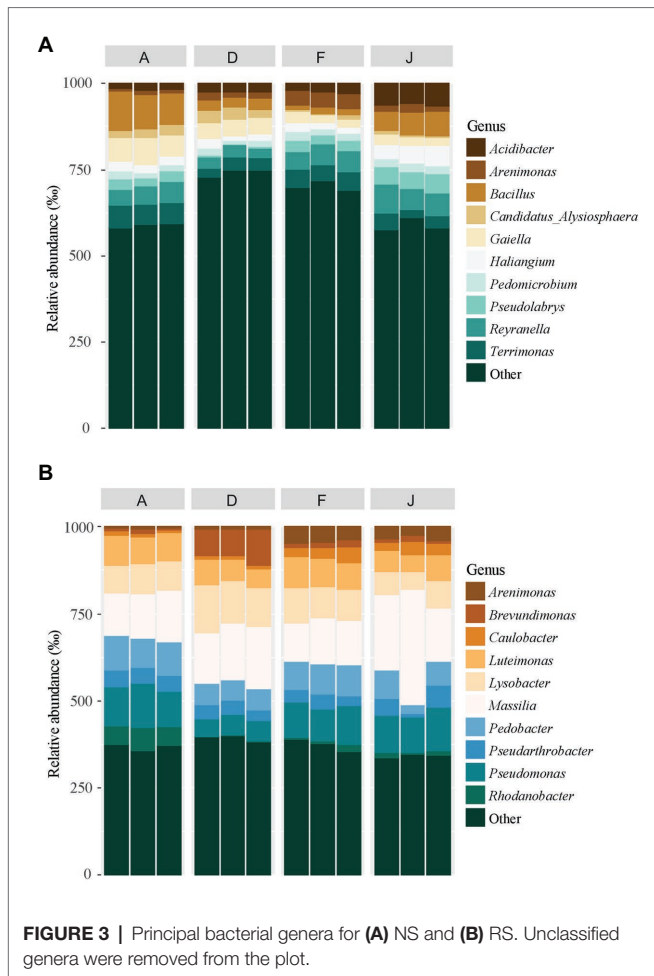 A
A D F J
1000
750
500
250
0
Relative abundance (‰)
Genus
Acidibacter
Arenimonas
Bacillus
Candidatus_Alysiosphaera
Gaiella
Haliangium
Pedomicrobium
Pseudolabrys
Reyranella
Terrimonas
Other
B
A D F J
1000
750
500
250
0
Relative abundance (‰)
Genus
Arenimonas
Brevundimonas
Caulobacter
Luteimonas
Lysobacter
Massilia
Pedobacter
Pseudarthrobacter
Pseudomonas
Rhodanobacter
Other
FIGURE 3 | Principal bacterial genera for (A) NS and (B) RS. Unclassified
genera were removed from the plot.